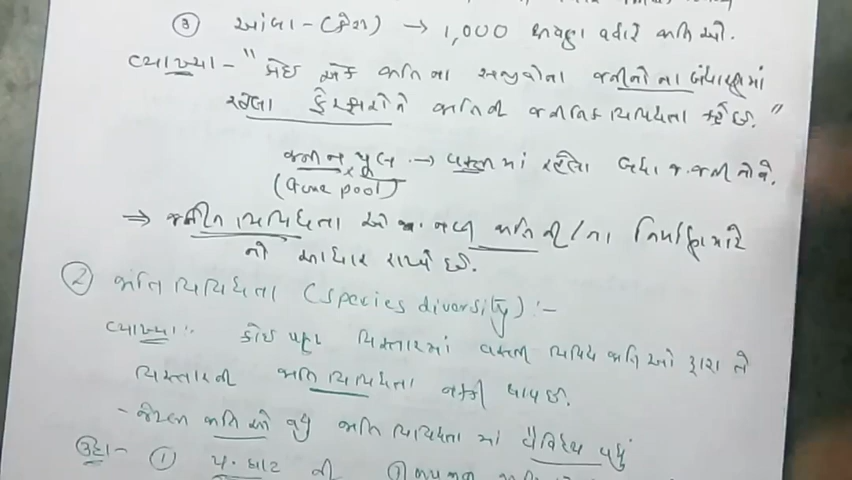 ③ આંબા - (કેરી) → 1,000 કરતા વધારે જાતિઓ.
વ્યાખ્યા - " કોઈ એક જાતિના સજીવોના જનીનોના બંધારણમાં
રહેલા ફેરફારોને જાતિની જનીનિક વિવિધતા કહે છે. "
જનીન પૂલ → વસ્તીમાં રહેલા બધા જ જનીનોને.
(Gene pool)
⇒ જનીન વિવિધતા એ નવી જાતિની/ના નિર્માણ માટે
નો આધાર રાખે છે.
② જાતિ વિવિધતા (species diversity) :-
વ્યાખ્યા :- કોઈ પણ વિસ્તારમાં વસતી વિવિધ જાતિઓ દ્વારા તે
વિસ્તારની જાતિ વિવિધતા નક્કી થાય છે.
- જેટલી જાતિઓ વધુ જાતિ વિવિધતા માં વૈવિધ્ય વધું
ઉદા - ① પ. ઘાટ ની